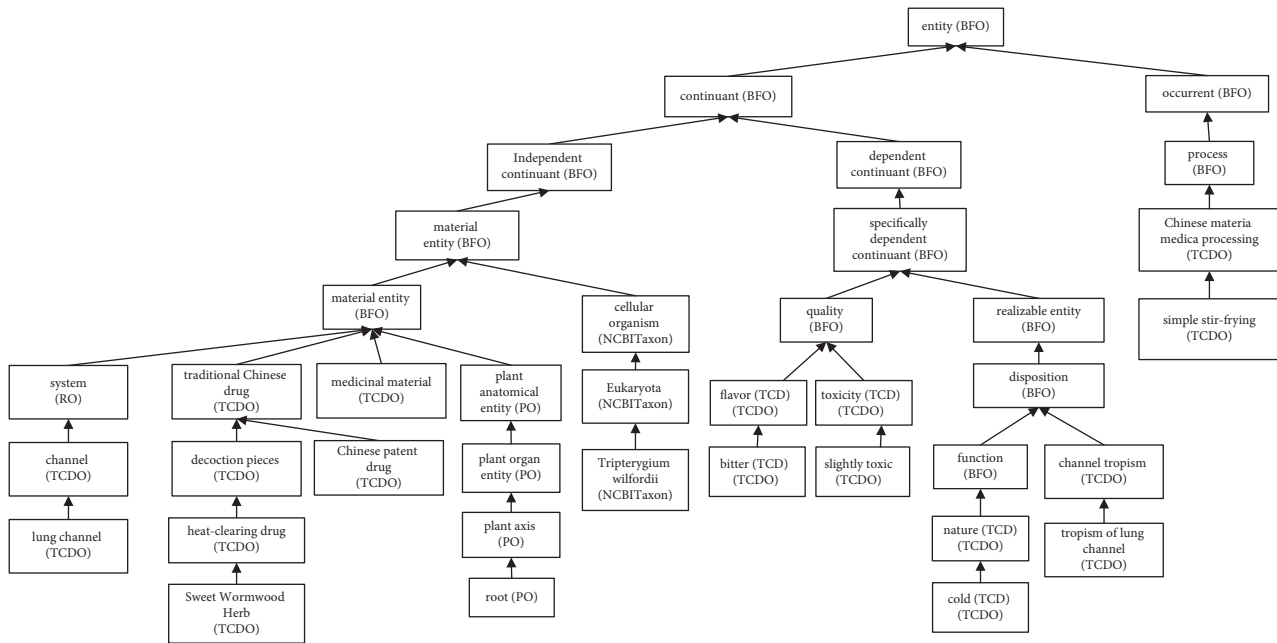 entity (BFO)
continuant (BFO)
occurrent (BFO)
Independent
continuant (BFO)
dependent
continuant (BFO)
process
(BFO)
material
entity (BFO)
specifically
dependent
continuant (BFO)
Chinese materia
medica processing
(TCDO)
material entity
(BFO)
cellular
organism
(NCBITaxon)
quality
(BFO)
realizable entity
(BFO)
simple stir-frying
(TCDO)
system
(RO)
traditional Chinese
drug
(TCDO)
medicinal material
(TCDO)
plant
anatomical
entity (PO)
Eukaryota
(NCBITaxon)
flavor (TCD)
(TCDO)
toxicity (TCD)
(TCDO)
disposition
(BFO)
channel
(TCDO)
decoction pieces
(TCDO)
Chinese patent
drug
(TCDO)
plant organ
entity (PO)
Tripterygium
wilfordii
(NCBITaxon)
bitter (TCD)
(TCDO)
slightly toxic
(TCDO)
function
(BFO)
channel tropism
(TCDO)
lung channel
(TCDO)
heat-clearing drug
(TCDO)
plant axis
(PO)
nature (TCD)
(TCDO)
tropism of lung
channel
(TCDO)
Sweet Wormwood
Herb
(TCDO)
root (PO)
cold (TCD)
(TCDO)